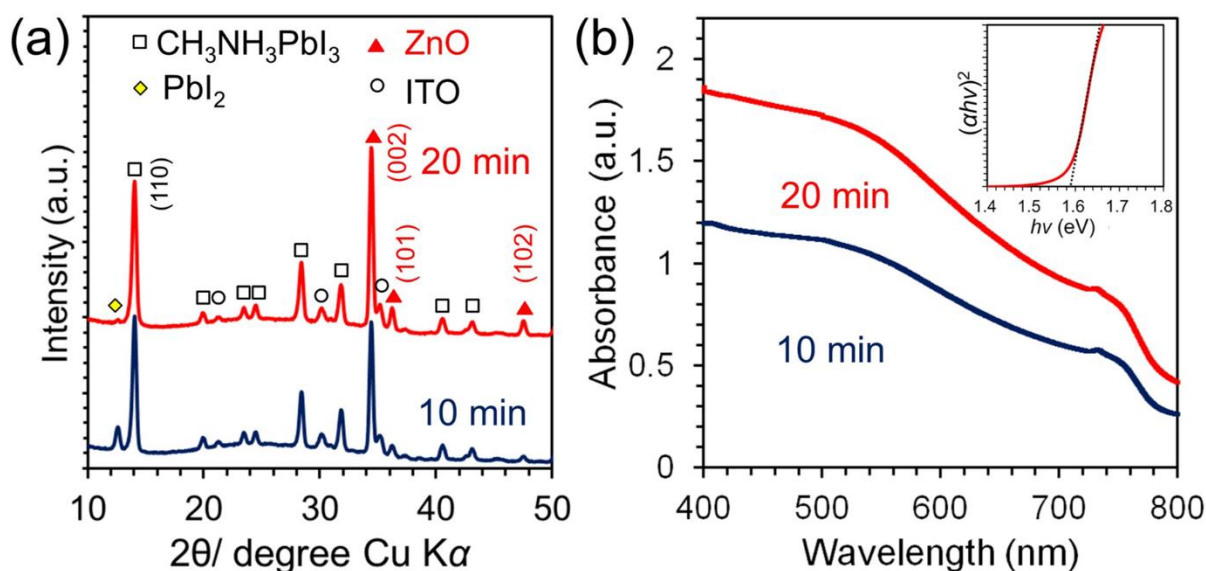 (a)
CH₃NH₃PbI₃
ZnO
PbI₂
ITO
20 min
(110)
(002)
(101)
(102)
10 min
Intensity (a.u.)
10 20 30 40 50
2θ/ degree Cu Kα
(b)
2
1.5
1
0.5
0
Absorbance (a.u.)
20 min
10 min
400 500 600 700 800
Wavelength (nm)
(αhν)²
1.4 1.5 1.6 1.7 1.8
hν (eV)